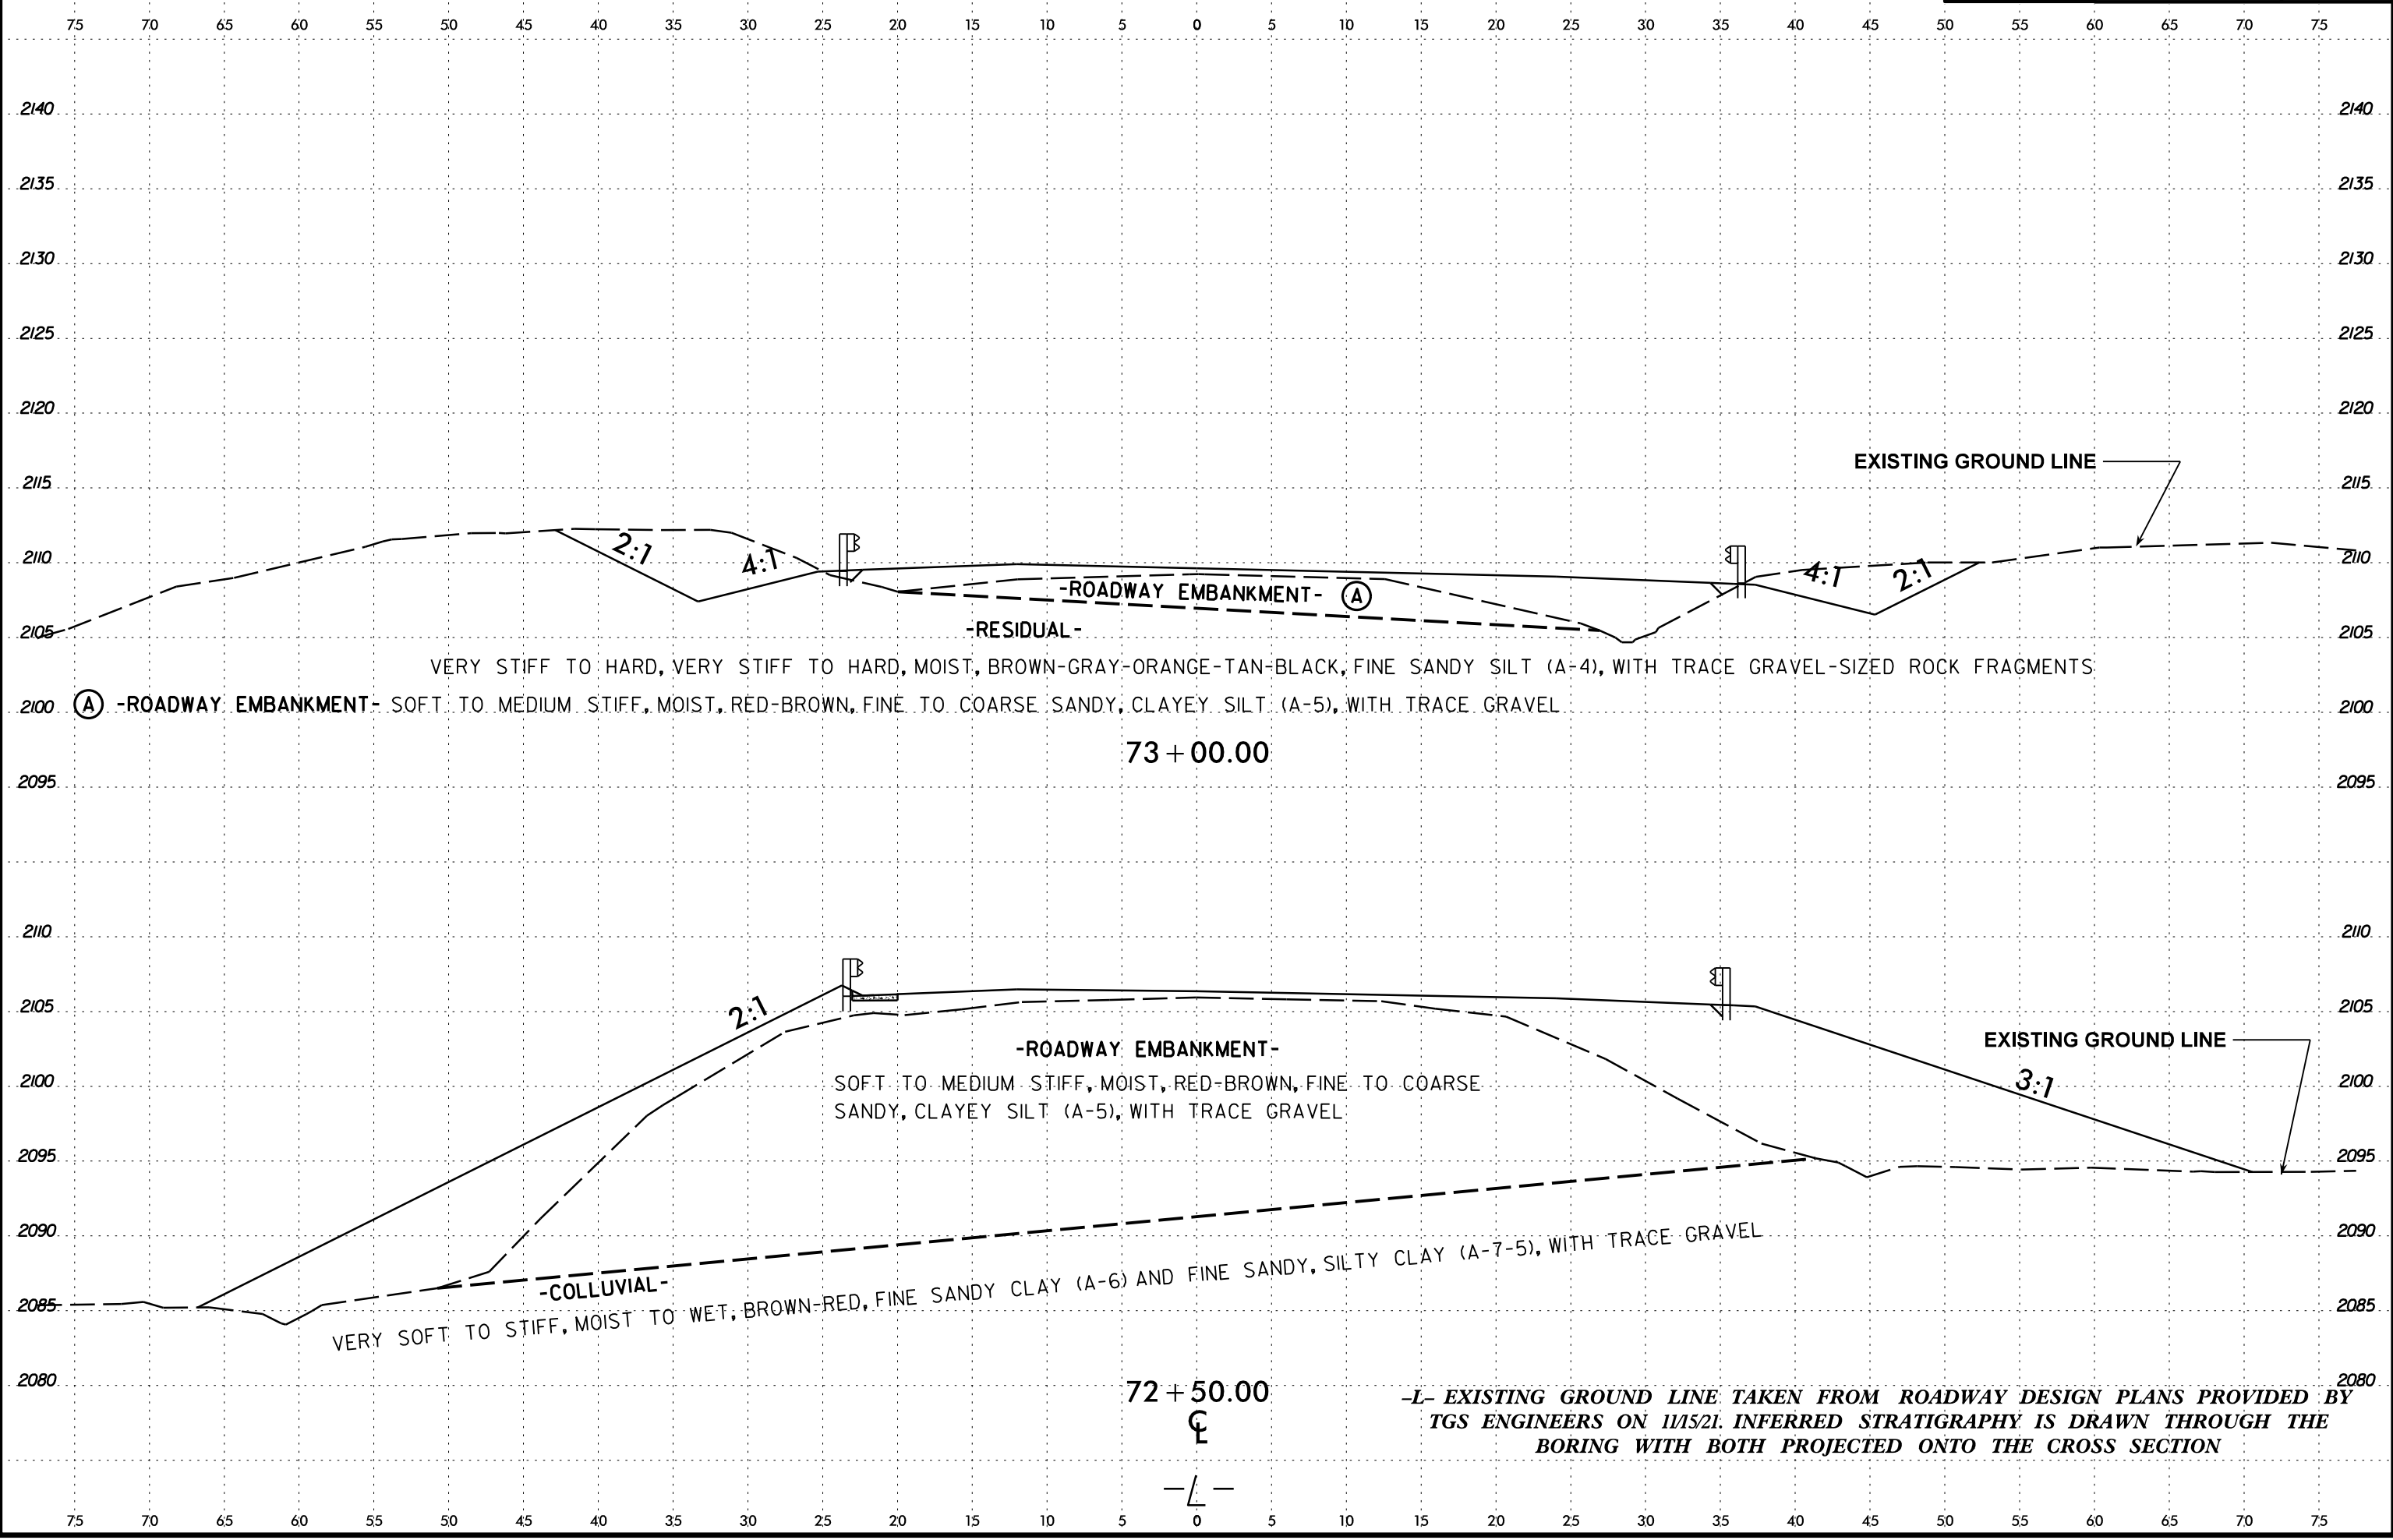 75 70 65 60 55 50 45 40 35 30 25 20 15 10 5 0 5 10 15 20 25 30 35 40 45 50 55 60 65 70 75
2140 2140
2135 2135
2130 2130
2125 2125
2120 2120
EXISTING GROUND LINE
2115 2115
2:1 4:1 4:1 2:1
2110 2110
-ROADWAY EMBANKMENT- A
2105 -RESIDUAL- 2105
VERY STIFF TO HARD, VERY STIFF TO HARD, MOIST, BROWN-GRAY-ORANGE-TAN-BLACK, FINE SANDY SILT (A-4), WITH TRACE GRAVEL-SIZED ROCK FRAGMENTS
2100 A -ROADWAY EMBANKMENT- SOFT TO MEDIUM STIFF, MOIST, RED-BROWN, FINE TO COARSE SANDY, CLAYEY SILT (A-5), WITH TRACE GRAVEL 2100
73+00.00
2095 2095
2110 2110
2105 2:1 2105
EXISTING GROUND LINE
-ROADWAY EMBANKMENT-
2100 SOFT TO MEDIUM STIFF, MOIST, RED-BROWN, FINE TO COARSE 3:1 2100
SANDY, CLAYEY SILT (A-5), WITH TRACE GRAVEL
2095 2095
2090 2090
-COLLUVIAL-
VERY SOFT TO STIFF, MOIST TO WET, BROWN-RED, FINE SANDY CLAY (A-6) AND FINE SANDY, SILTY CLAY (A-7-5), WITH TRACE GRAVEL
2085 2085
2080 2080
72+50.00
℄
-L-
-L- EXISTING GROUND LINE TAKEN FROM ROADWAY DESIGN PLANS PROVIDED BY
TGS ENGINEERS ON 11/15/21. INFERRED STRATIGRAPHY IS DRAWN THROUGH THE
BORING WITH BOTH PROJECTED ONTO THE CROSS SECTION
75 70 65 60 55 50 45 40 35 30 25 20 15 10 5 0 5 10 15 20 25 30 35 40 45 50 55 60 65 70 75